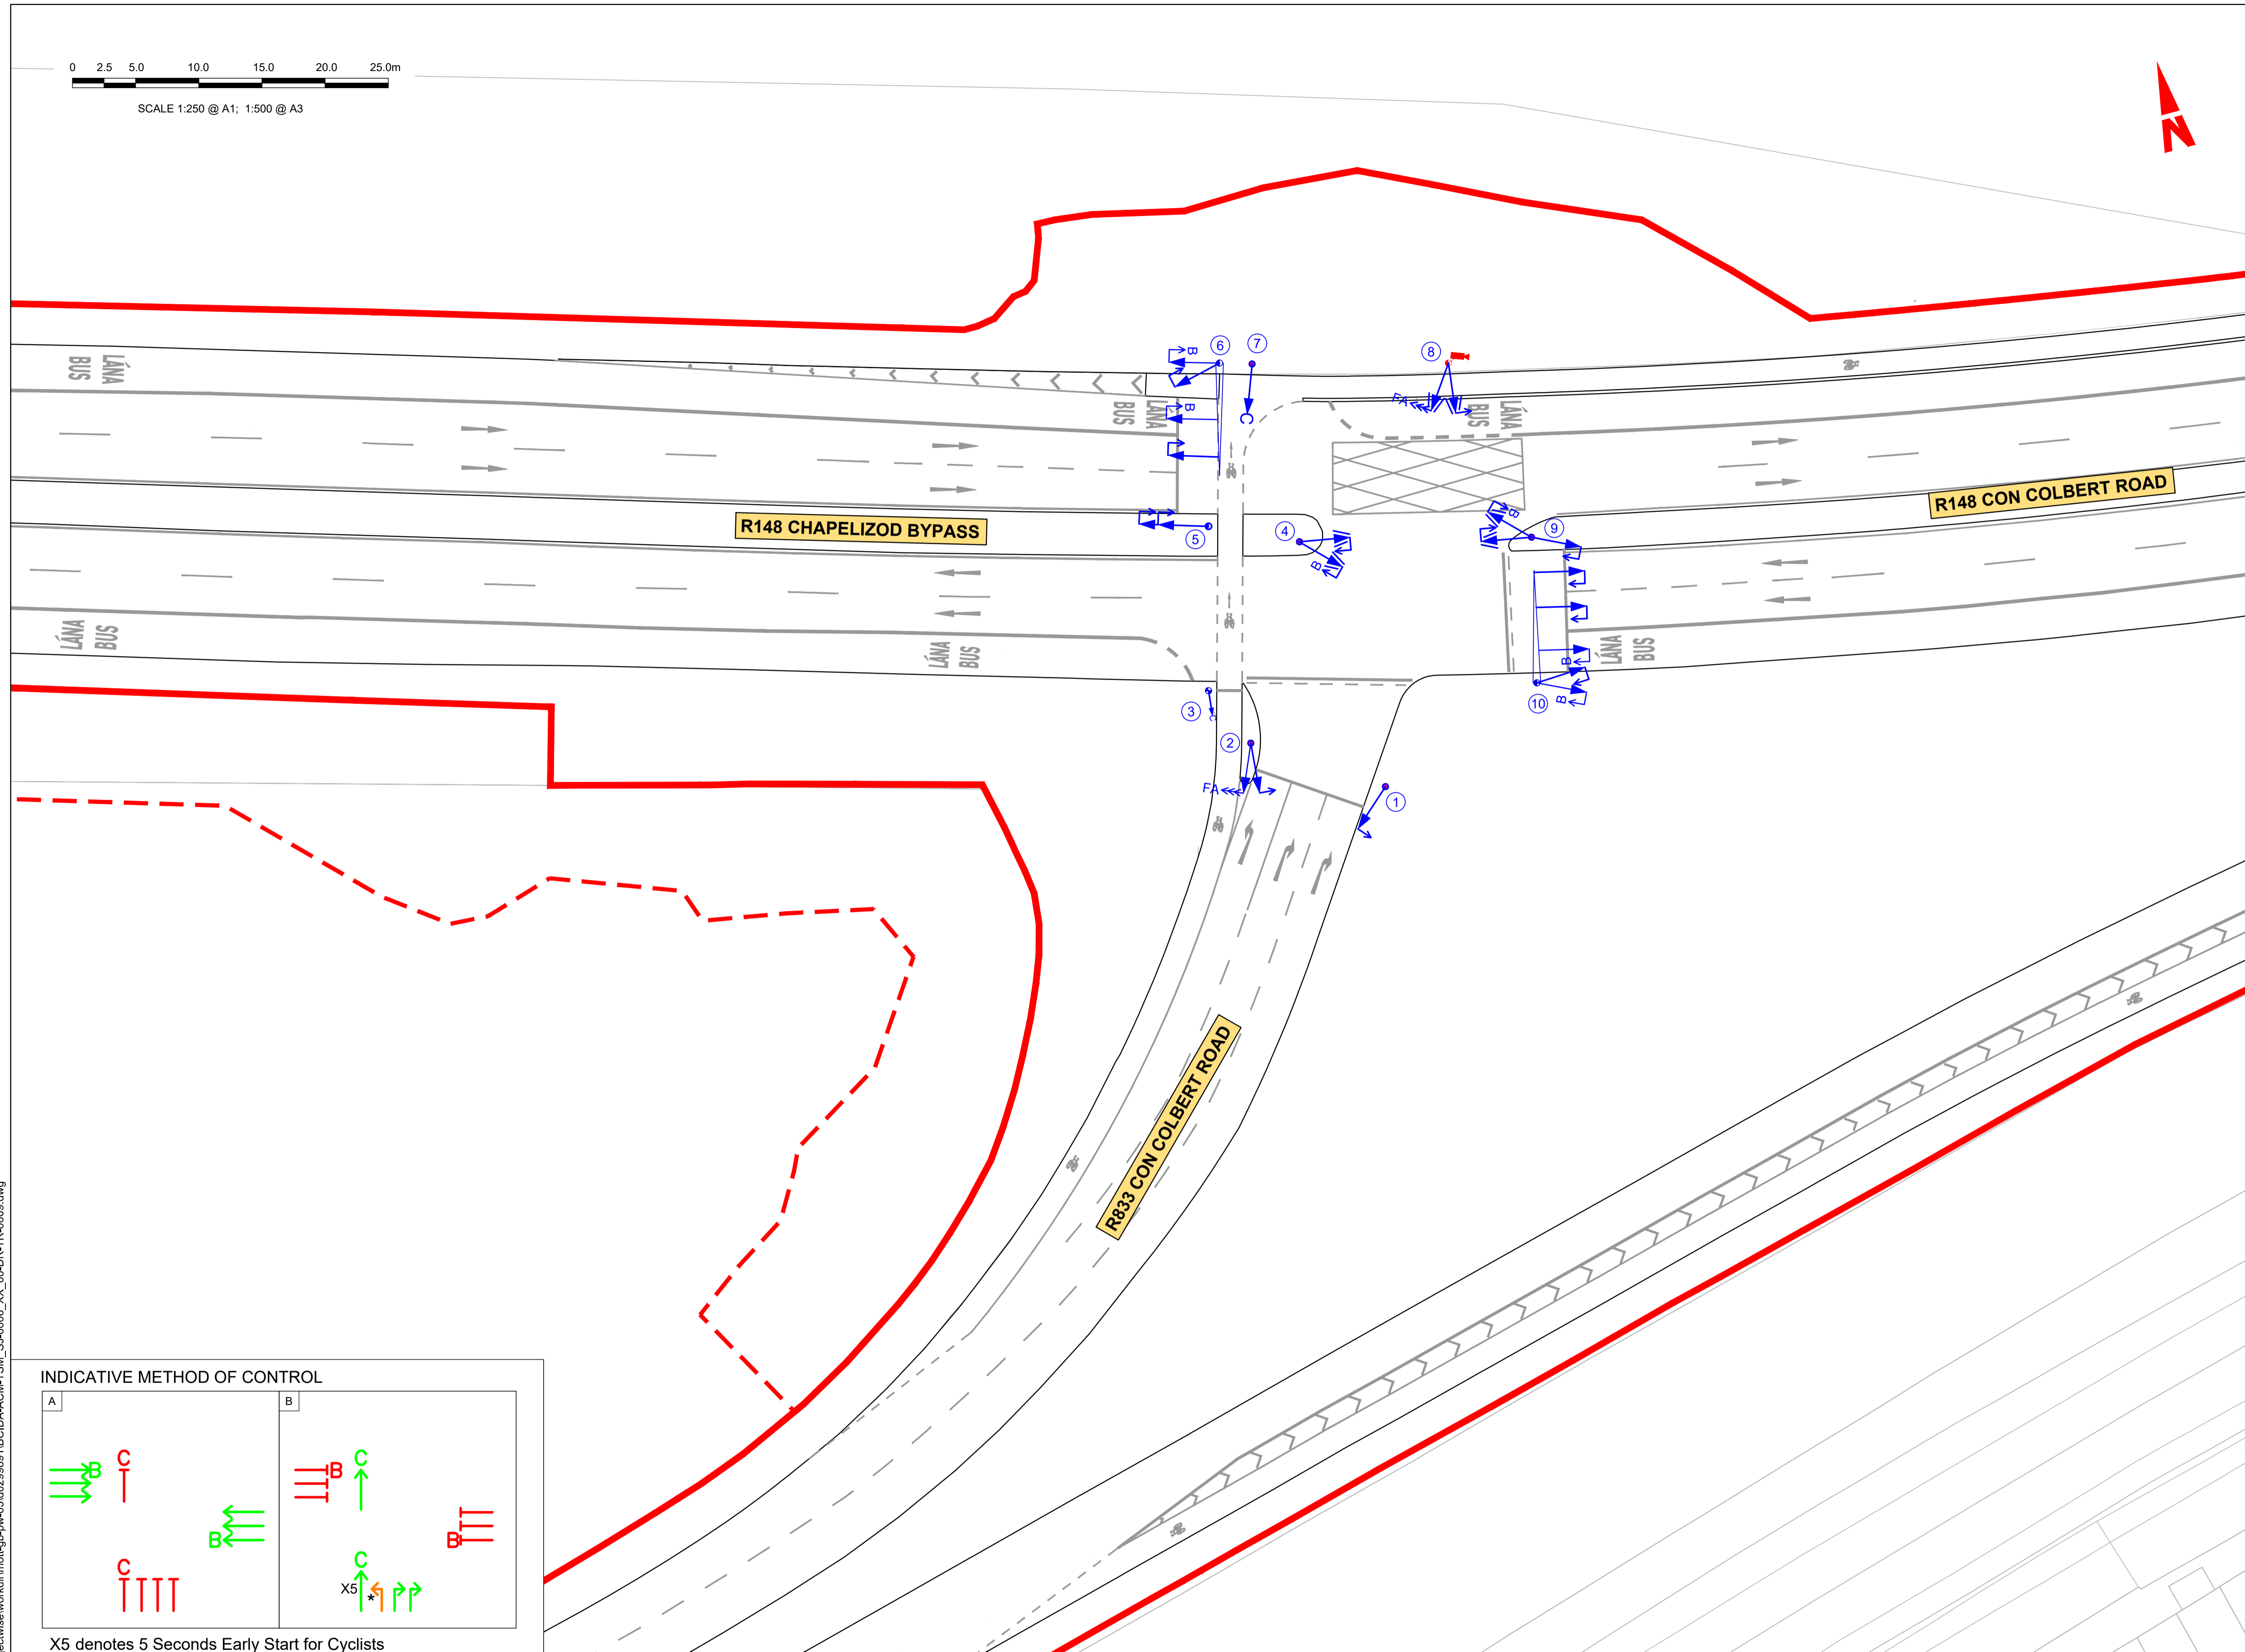 0 2.5 5.0 10.0 15.0 20.0 25.0m
SCALE 1:250 @ A1; 1:500 @ A3
N
LÁNA
BUS
B
6
7
8
B
C
FA
LÁNA
BUS
LÁNA
BUS
R148 CON COLBERT ROAD
R148 CHAPELIZOD BYPASS
5
4
B
B
9
LÁNA
BUS
LÁNA
BUS
B
LÁNA
BUS
B
10
3
C
2
FA
1
R833 CON COLBERT ROAD
INDICATIVE METHOD OF CONTROL
A
B
C
B
B
C
B
C
B
C
X5
*
X5 denotes 5 Seconds Early Start for Cyclists